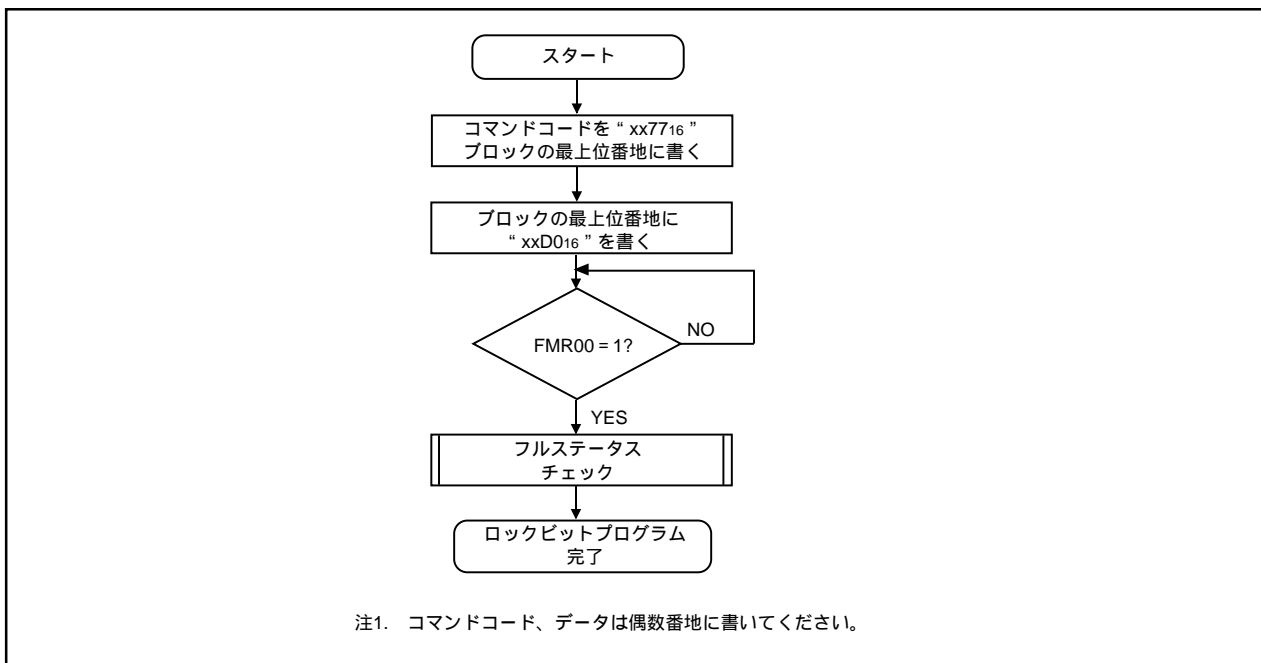 スタート
コマンドコードを“ xx7716 ”
ブロックの最上位番地に書く
ブロックの最上位番地に
“ xxD016 ”を書く
FMR00 = 1?
NO
YES
フルステータス
チェック
ロックビットプログラム
完了
注1. コマンドコード、データは偶数番地に書いてください。